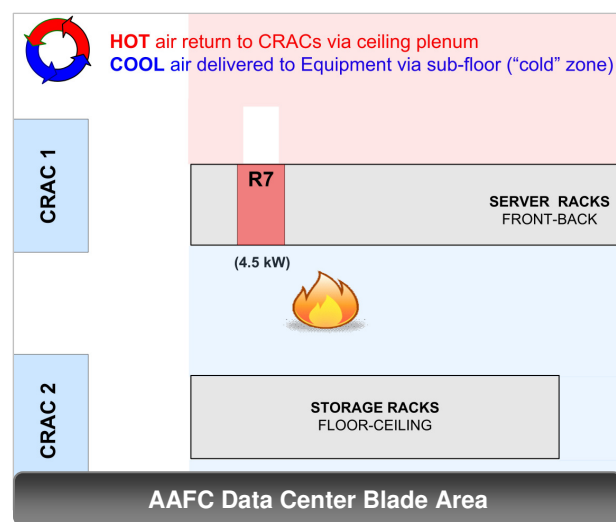 HOT air return to CRACs via ceiling plenum
COOL air delivered to Equipment via sub-floor (“cold” zone)
CRAC 1
R7
SERVER RACKS
FRONT-BACK
(4.5 kW)
CRAC 2
STORAGE RACKS
FLOOR-CEILING
AAFC Data Center Blade Area